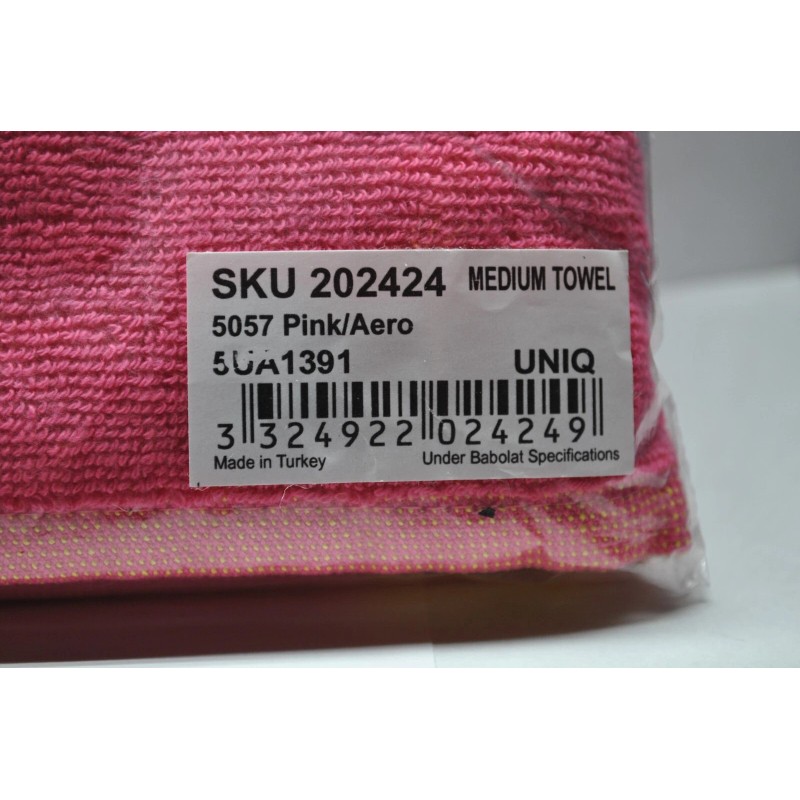 SKU 202424 MEDIUM TOWEL
5057 Pink/Aero
5UA1391 UNIQ
3 324922 024249
Made in Turkey Under Babolat Specifications